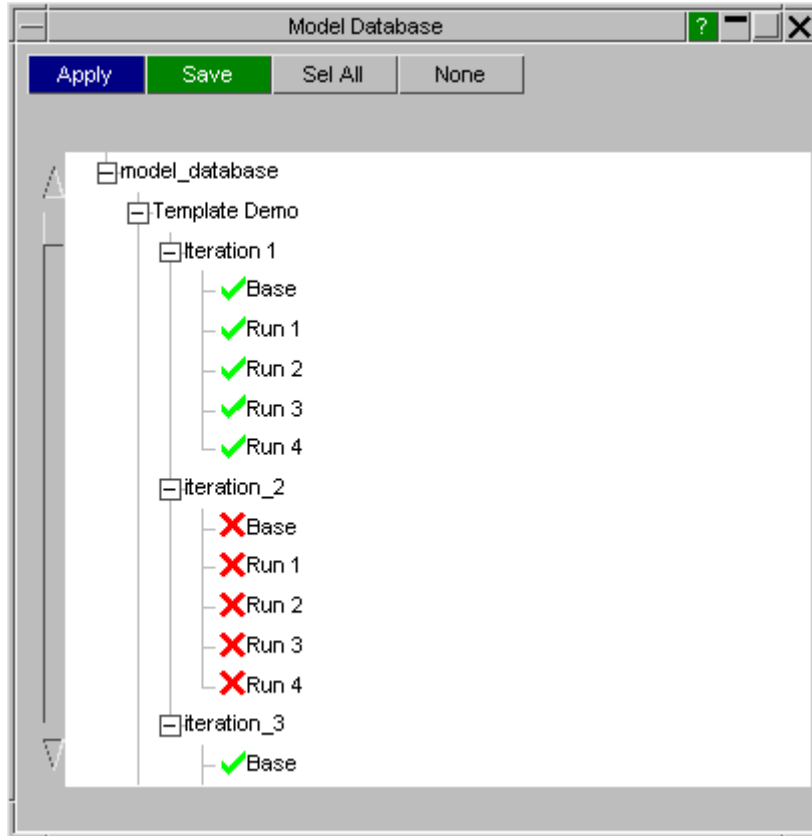 Model Database ?
Apply Save Sel All None
model_database
Template Demo
Iteration 1
Base
Run 1
Run 2
Run 3
Run 4
iteration_2
Base
Run 1
Run 2
Run 3
Run 4
iteration_3
Base